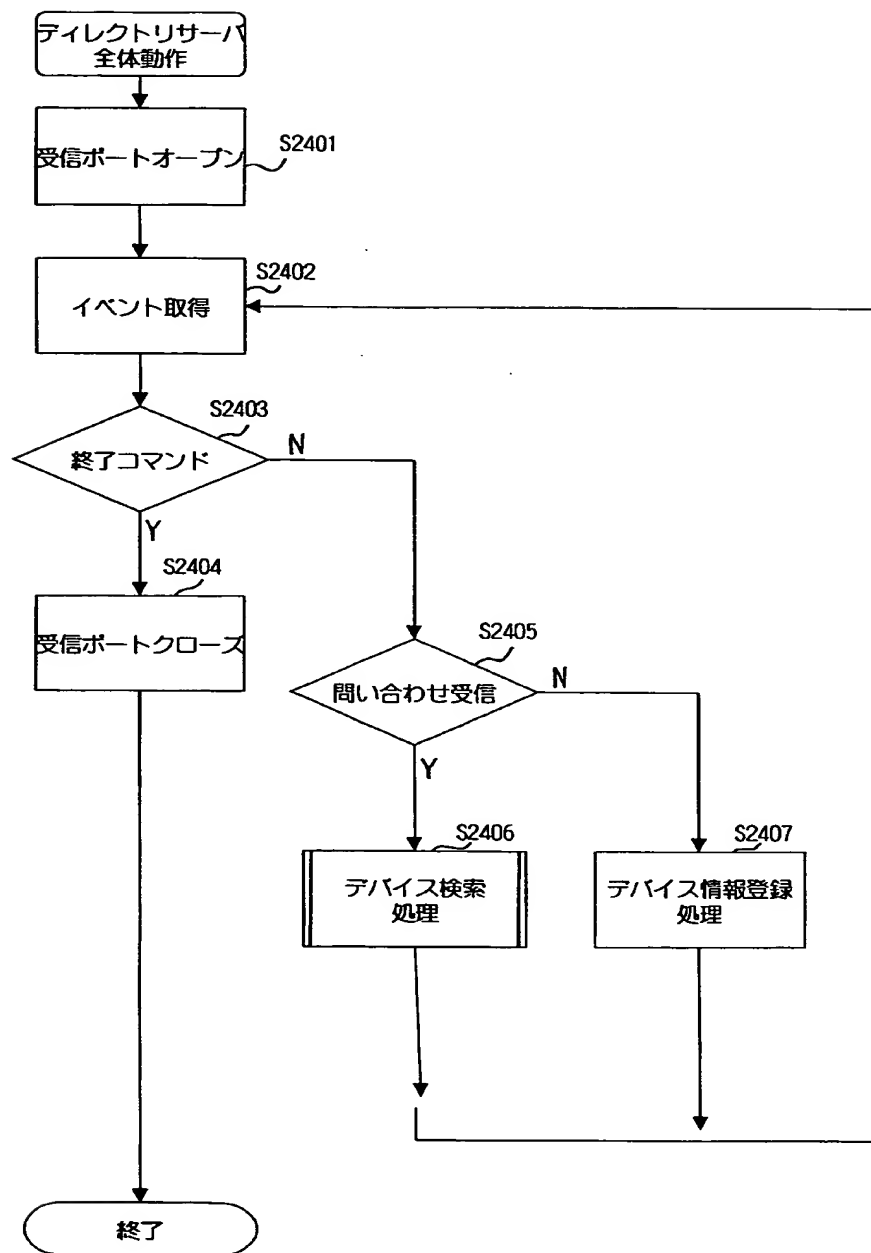 ディレクトリサーバ
全体動作
受信ポートオープン
S2401
イベント取得
S2402
終了コマンド
S2403
N
Y
受信ポートクローズ
S2404
問い合わせ受信
S2405
N
Y
デバイス検索
処理
S2406
デバイス情報登録
処理
S2407
終了